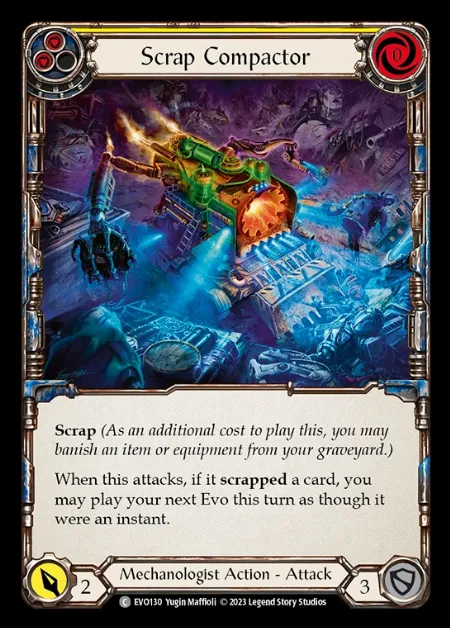 Scrap Compactor
0
Scrap (As an additional cost to play this, you may
banish an item or equipment from your graveyard.)
When this attacks, if it scrapped a card, you
may play your next Evo this turn as though it
were an instant.
2
Mechanologist Action - Attack
3
C EVO130 Yugin Maffioli © 2023 Legend Story Studios